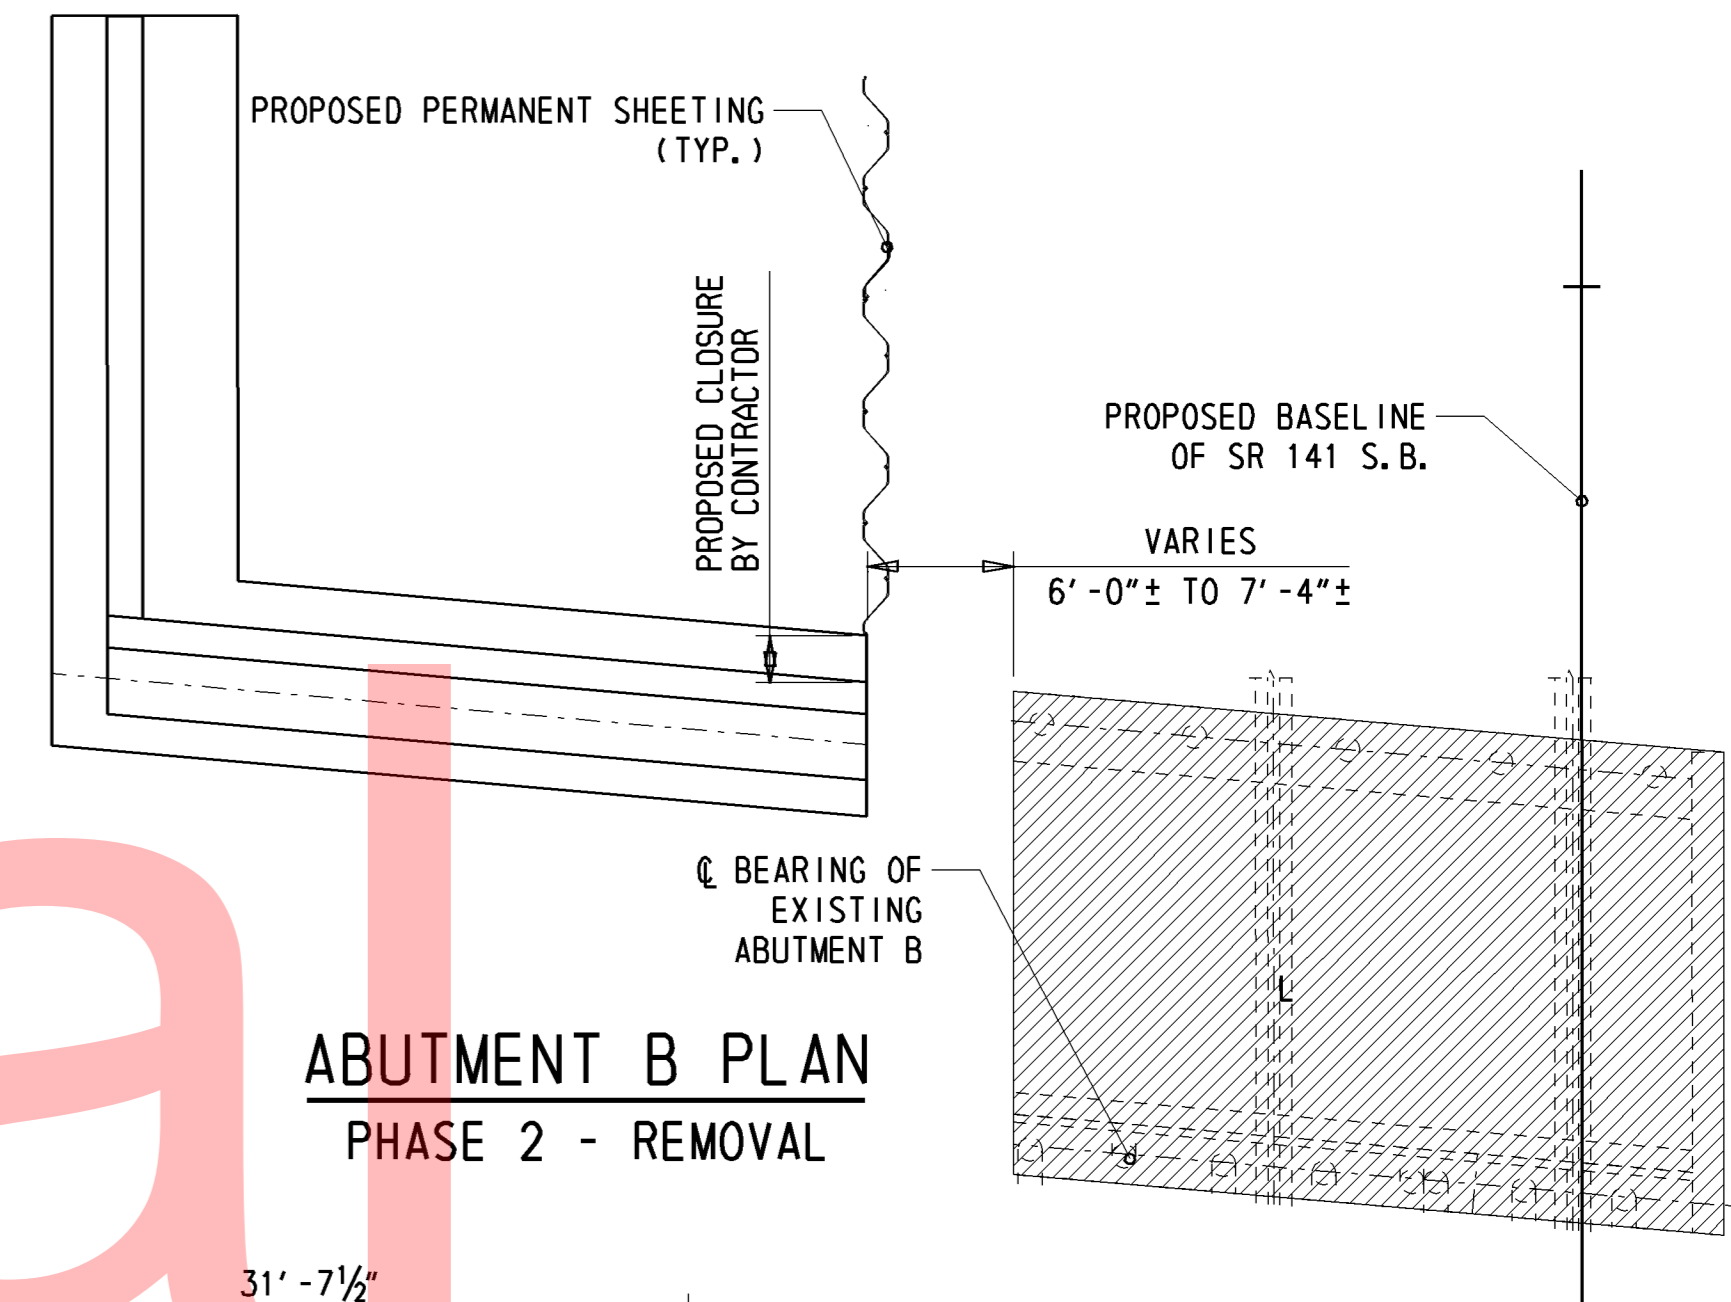 PROPOSED PERMANENT SHEETING
(TYP.)
PROPOSED CLOSURE
BY CONTRACTOR
PROPOSED BASELINE
OF SR 141 S.B.
VARIES
6'-0"± TO 7'-4"±
℄ BEARING OF
EXISTING
ABUTMENT B
L
ABUTMENT B PLAN
PHASE 2 - REMOVAL
31'-7½"
al